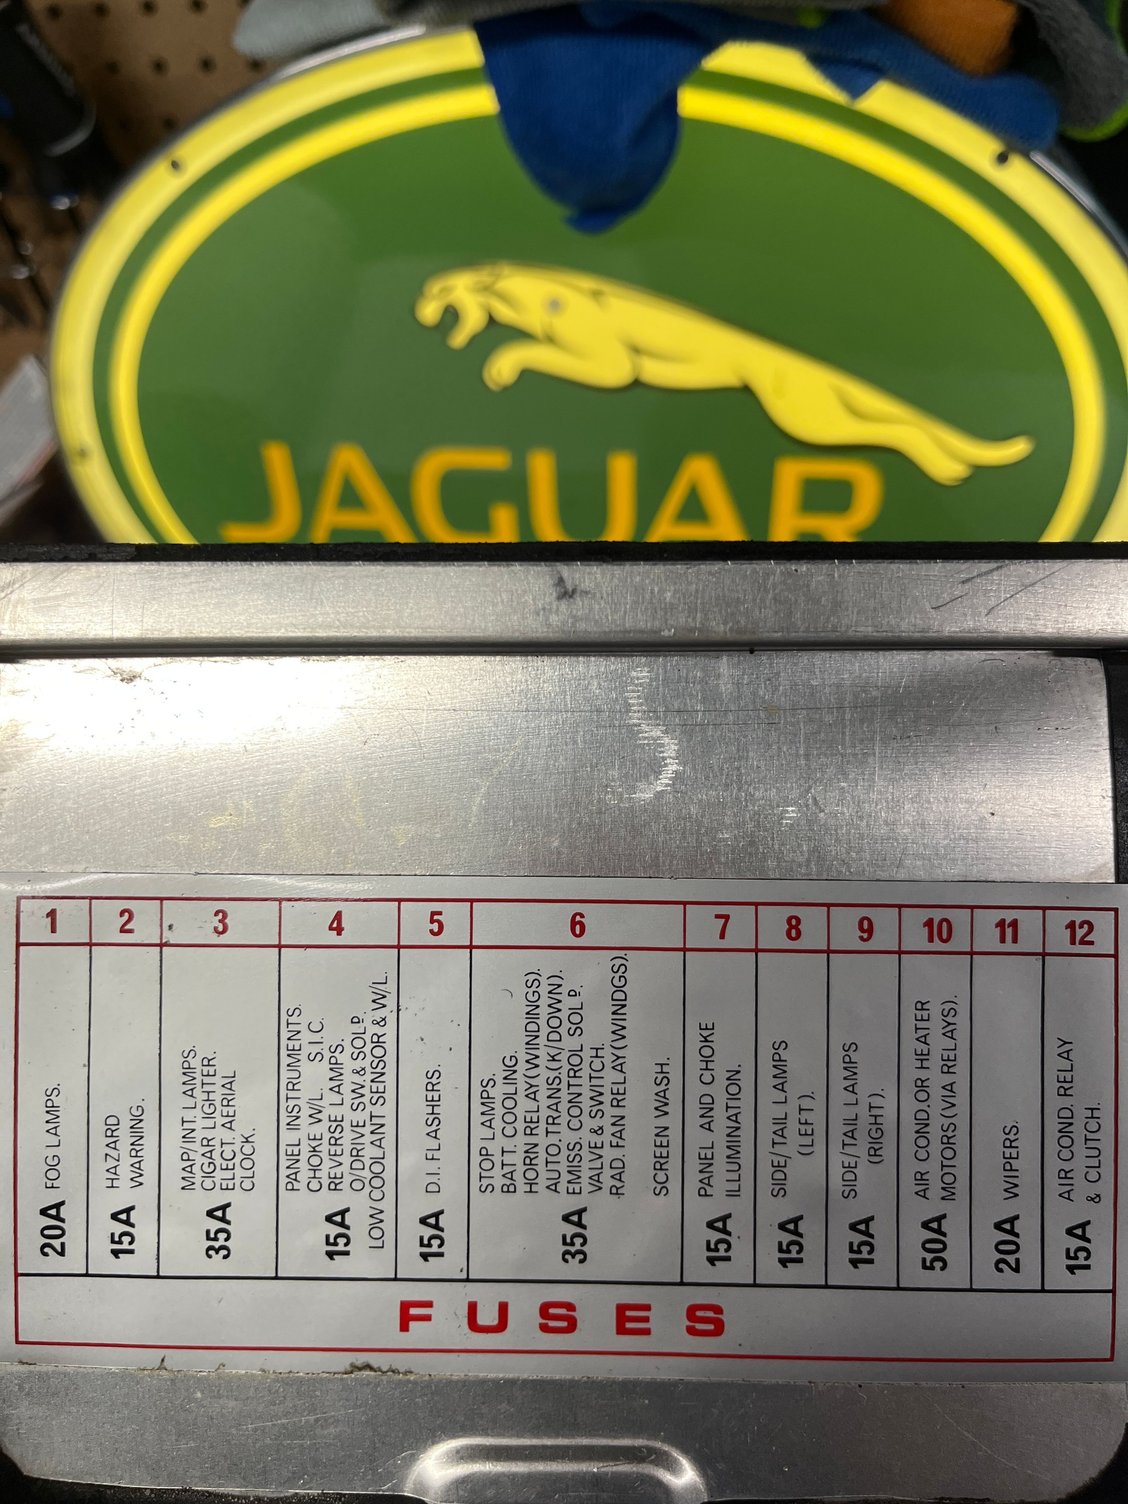 JAGUAR
1 2 3 4 5 6 7 8 9 10 11 12
20A FOG LAMPS.
15A HAZARD
WARNING.
35A MAP/INT. LAMPS.
CIGAR LIGHTER.
ELECT. AERIAL
CLOCK.
15A PANEL INSTRUMENTS.
CHOKE W/L. S.I.C.
REVERSE LAMPS.
O/DRIVE SW. & SOLD.
LOW COOLANT SENSOR & W/L.
15A D.I. FLASHERS.
35A STOP LAMPS.
BATT. COOLING.
HORN RELAY(WINDINGS).
AUTO.TRANS.(K/DOWN).
EMISS. CONTROL SOLD.
VALVE & SWITCH.
RAD. FAN RELAY(WINDGS).
SCREEN WASH.
15A PANEL AND CHOKE
ILLUMINATION.
15A SIDE/TAIL LAMPS
(LEFT).
15A SIDE/TAIL LAMPS
(RIGHT).
50A AIR COND.OR HEATER
MOTORS(VIA RELAYS).
20A WIPERS.
15A AIR COND. RELAY
& CLUTCH.
FUSES